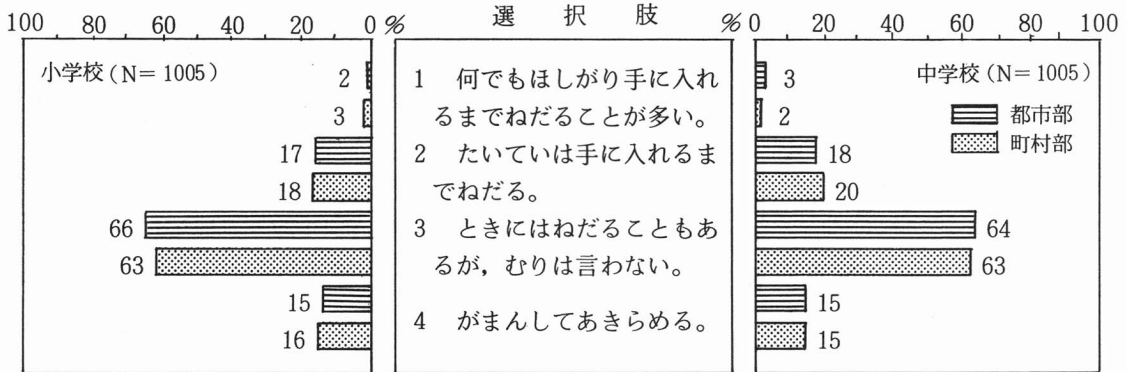 100 80 60 40 20 0 % 選択肢 % 0 20 40 60 80 100
小学校(N=1005)
2
3
17
18
66
63
15
16
1 何でもほしがり手に入れ
るまでねだることが多い。
2 たいていは手に入れるま
でねだる。
3 ときにはねだることもあ
るが,むりは言わない。
4 がまんしてあきらめる。
中学校(N=1005)
都市部
町村部
3
2
18
20
64
63
15
15